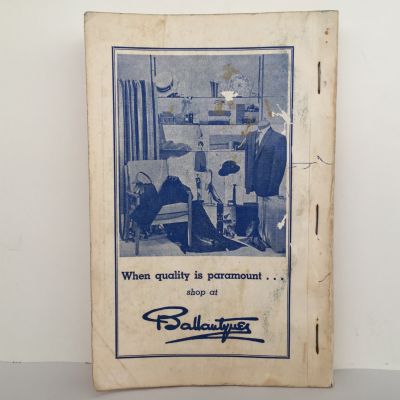 When quality is paramount . . .
shop at
Ballantynes